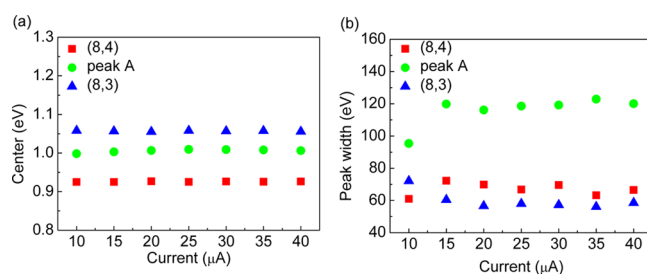 (a)
1.3
1.2
1.1
1.0
0.9
0.8
Center (eV)
(8,4)
peak A
(8,3)
10 15 20 25 30 35 40
Current (μA)
(b)
160
140
120
100
80
60
40
Peak width (eV)
(8,4)
peak A
(8,3)
10 15 20 25 30 35 40
Current (μA)